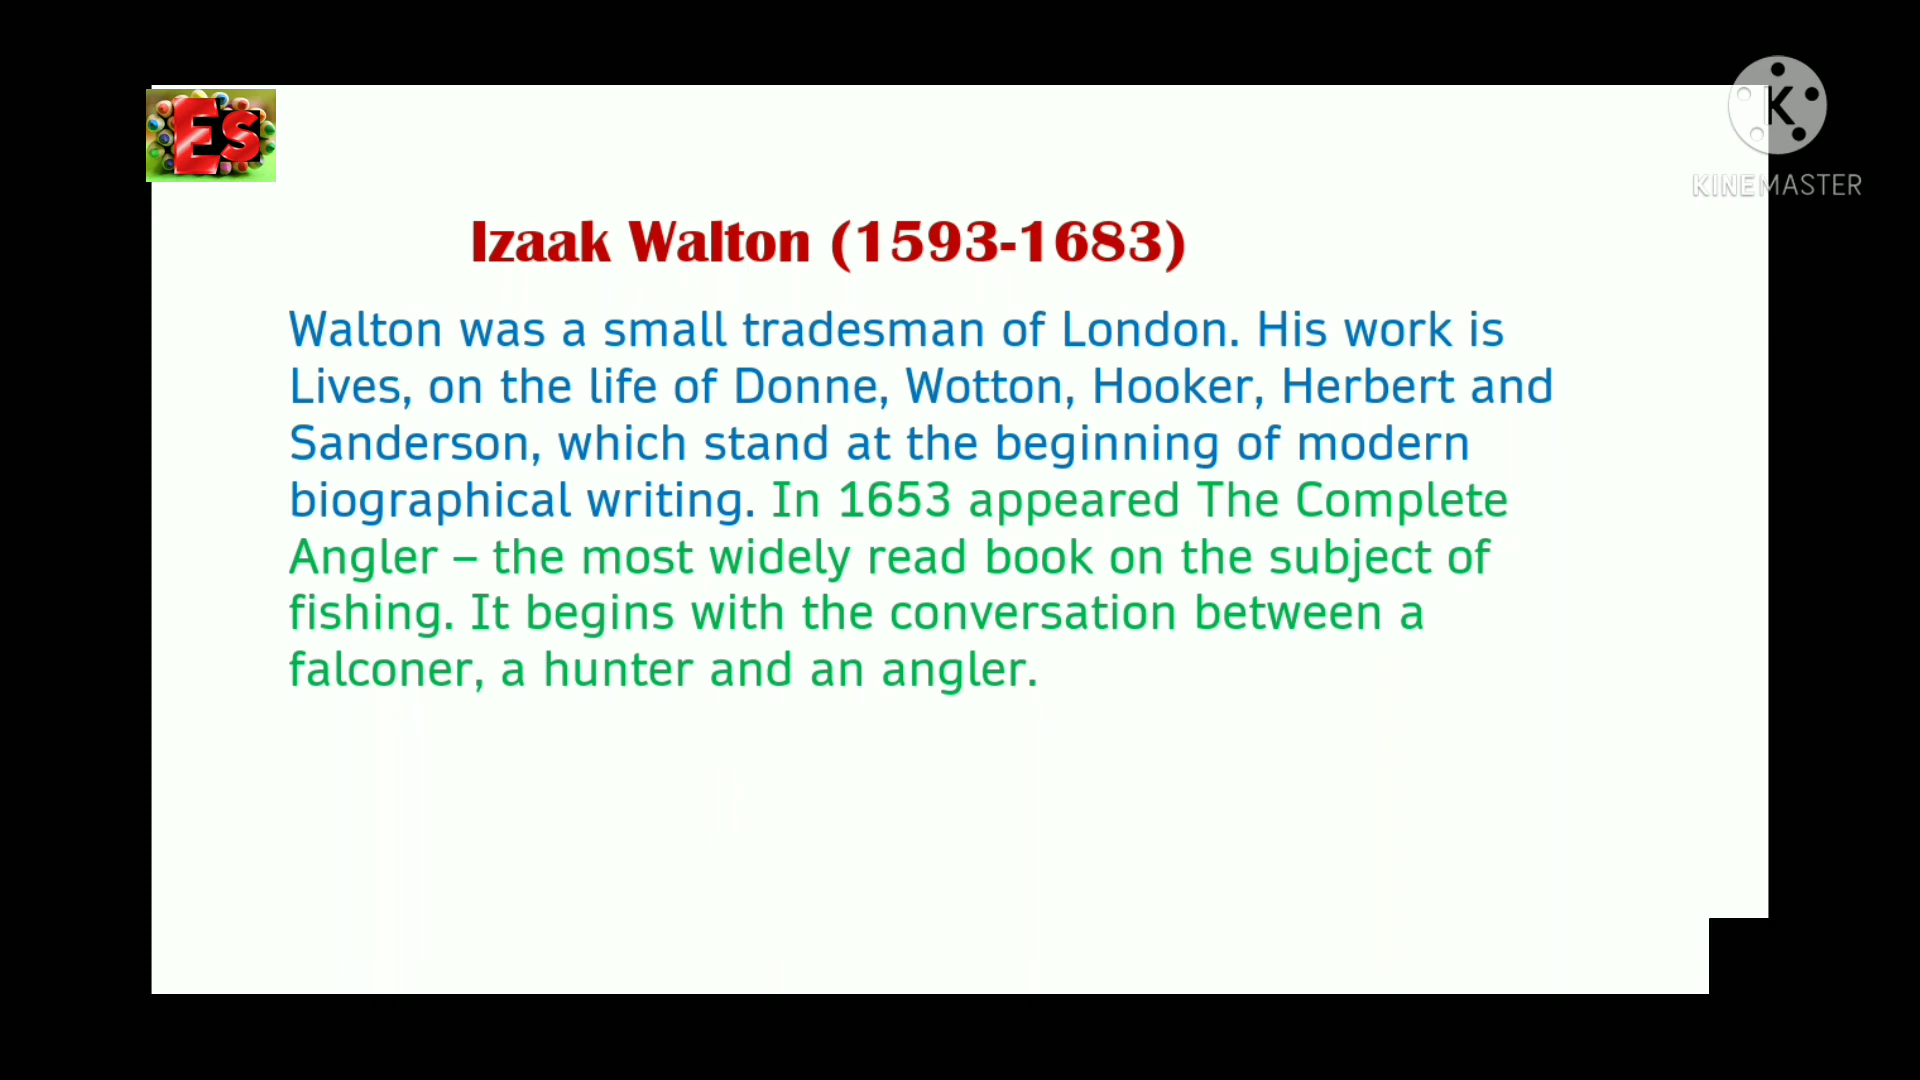 Es
K
KINEMASTER
Izaak Walton (1593-1683)
Walton was a small tradesman of London. His work is
Lives, on the life of Donne, Wotton, Hooker, Herbert and
Sanderson, which stand at the beginning of modern
biographical writing. In 1653 appeared The Complete
Angler – the most widely read book on the subject of
fishing. It begins with the conversation between a
falconer, a hunter and an angler.